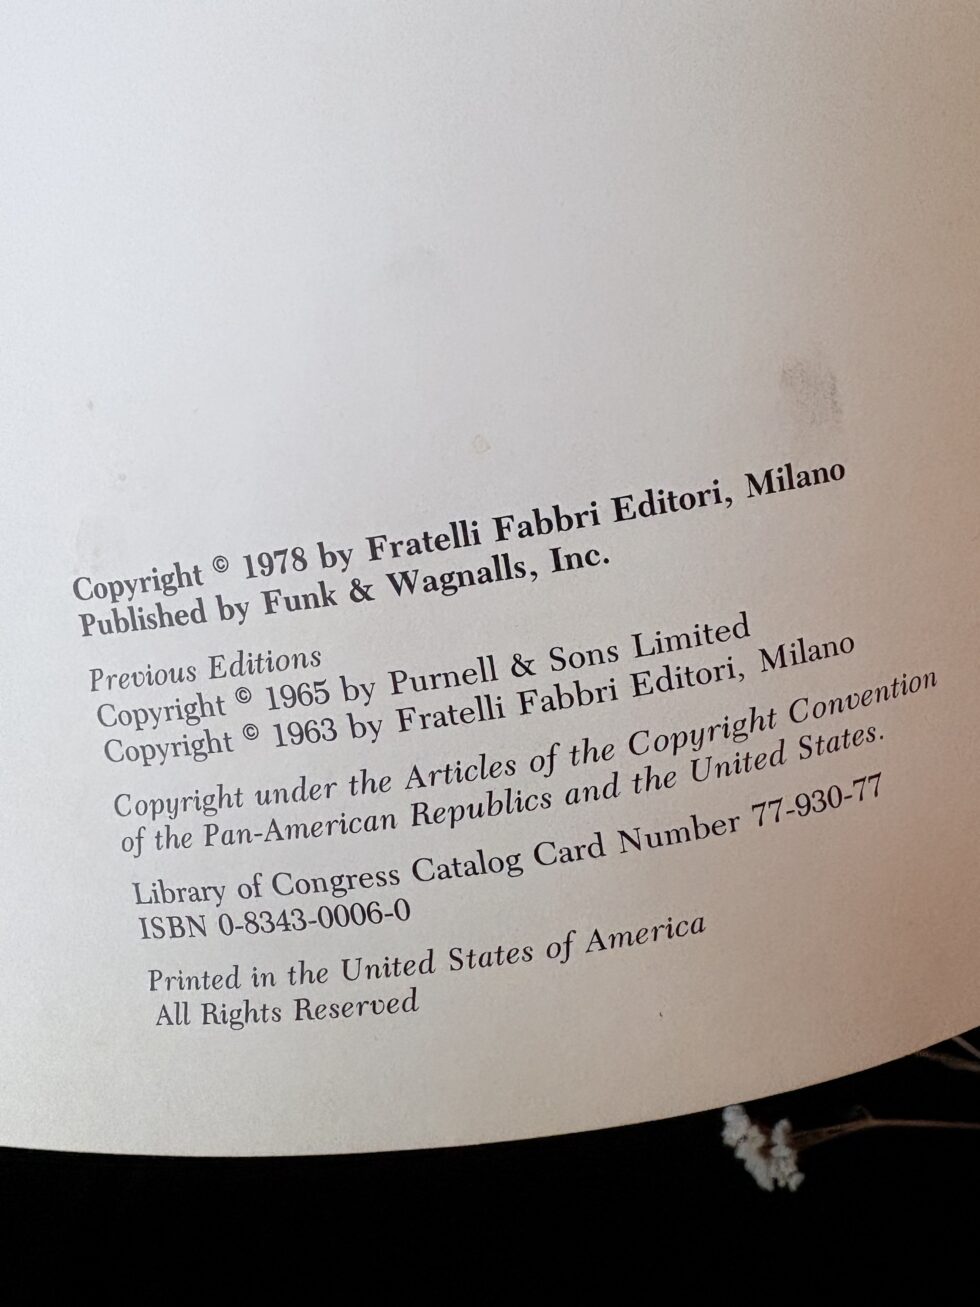 Copyright © 1978 by Fratelli Fabbri Editori, Milano
Published by Funk & Wagnalls, Inc.
Previous Editions
Copyright © 1965 by Purnell & Sons Limited
Copyright © 1963 by Fratelli Fabbri Editori, Milano
Copyright under the Articles of the Copyright Convention
of the Pan-American Republics and the United States.
Library of Congress Catalog Card Number 77-930-77
ISBN 0-8343-0006-0
Printed in the United States of America
All Rights Reserved